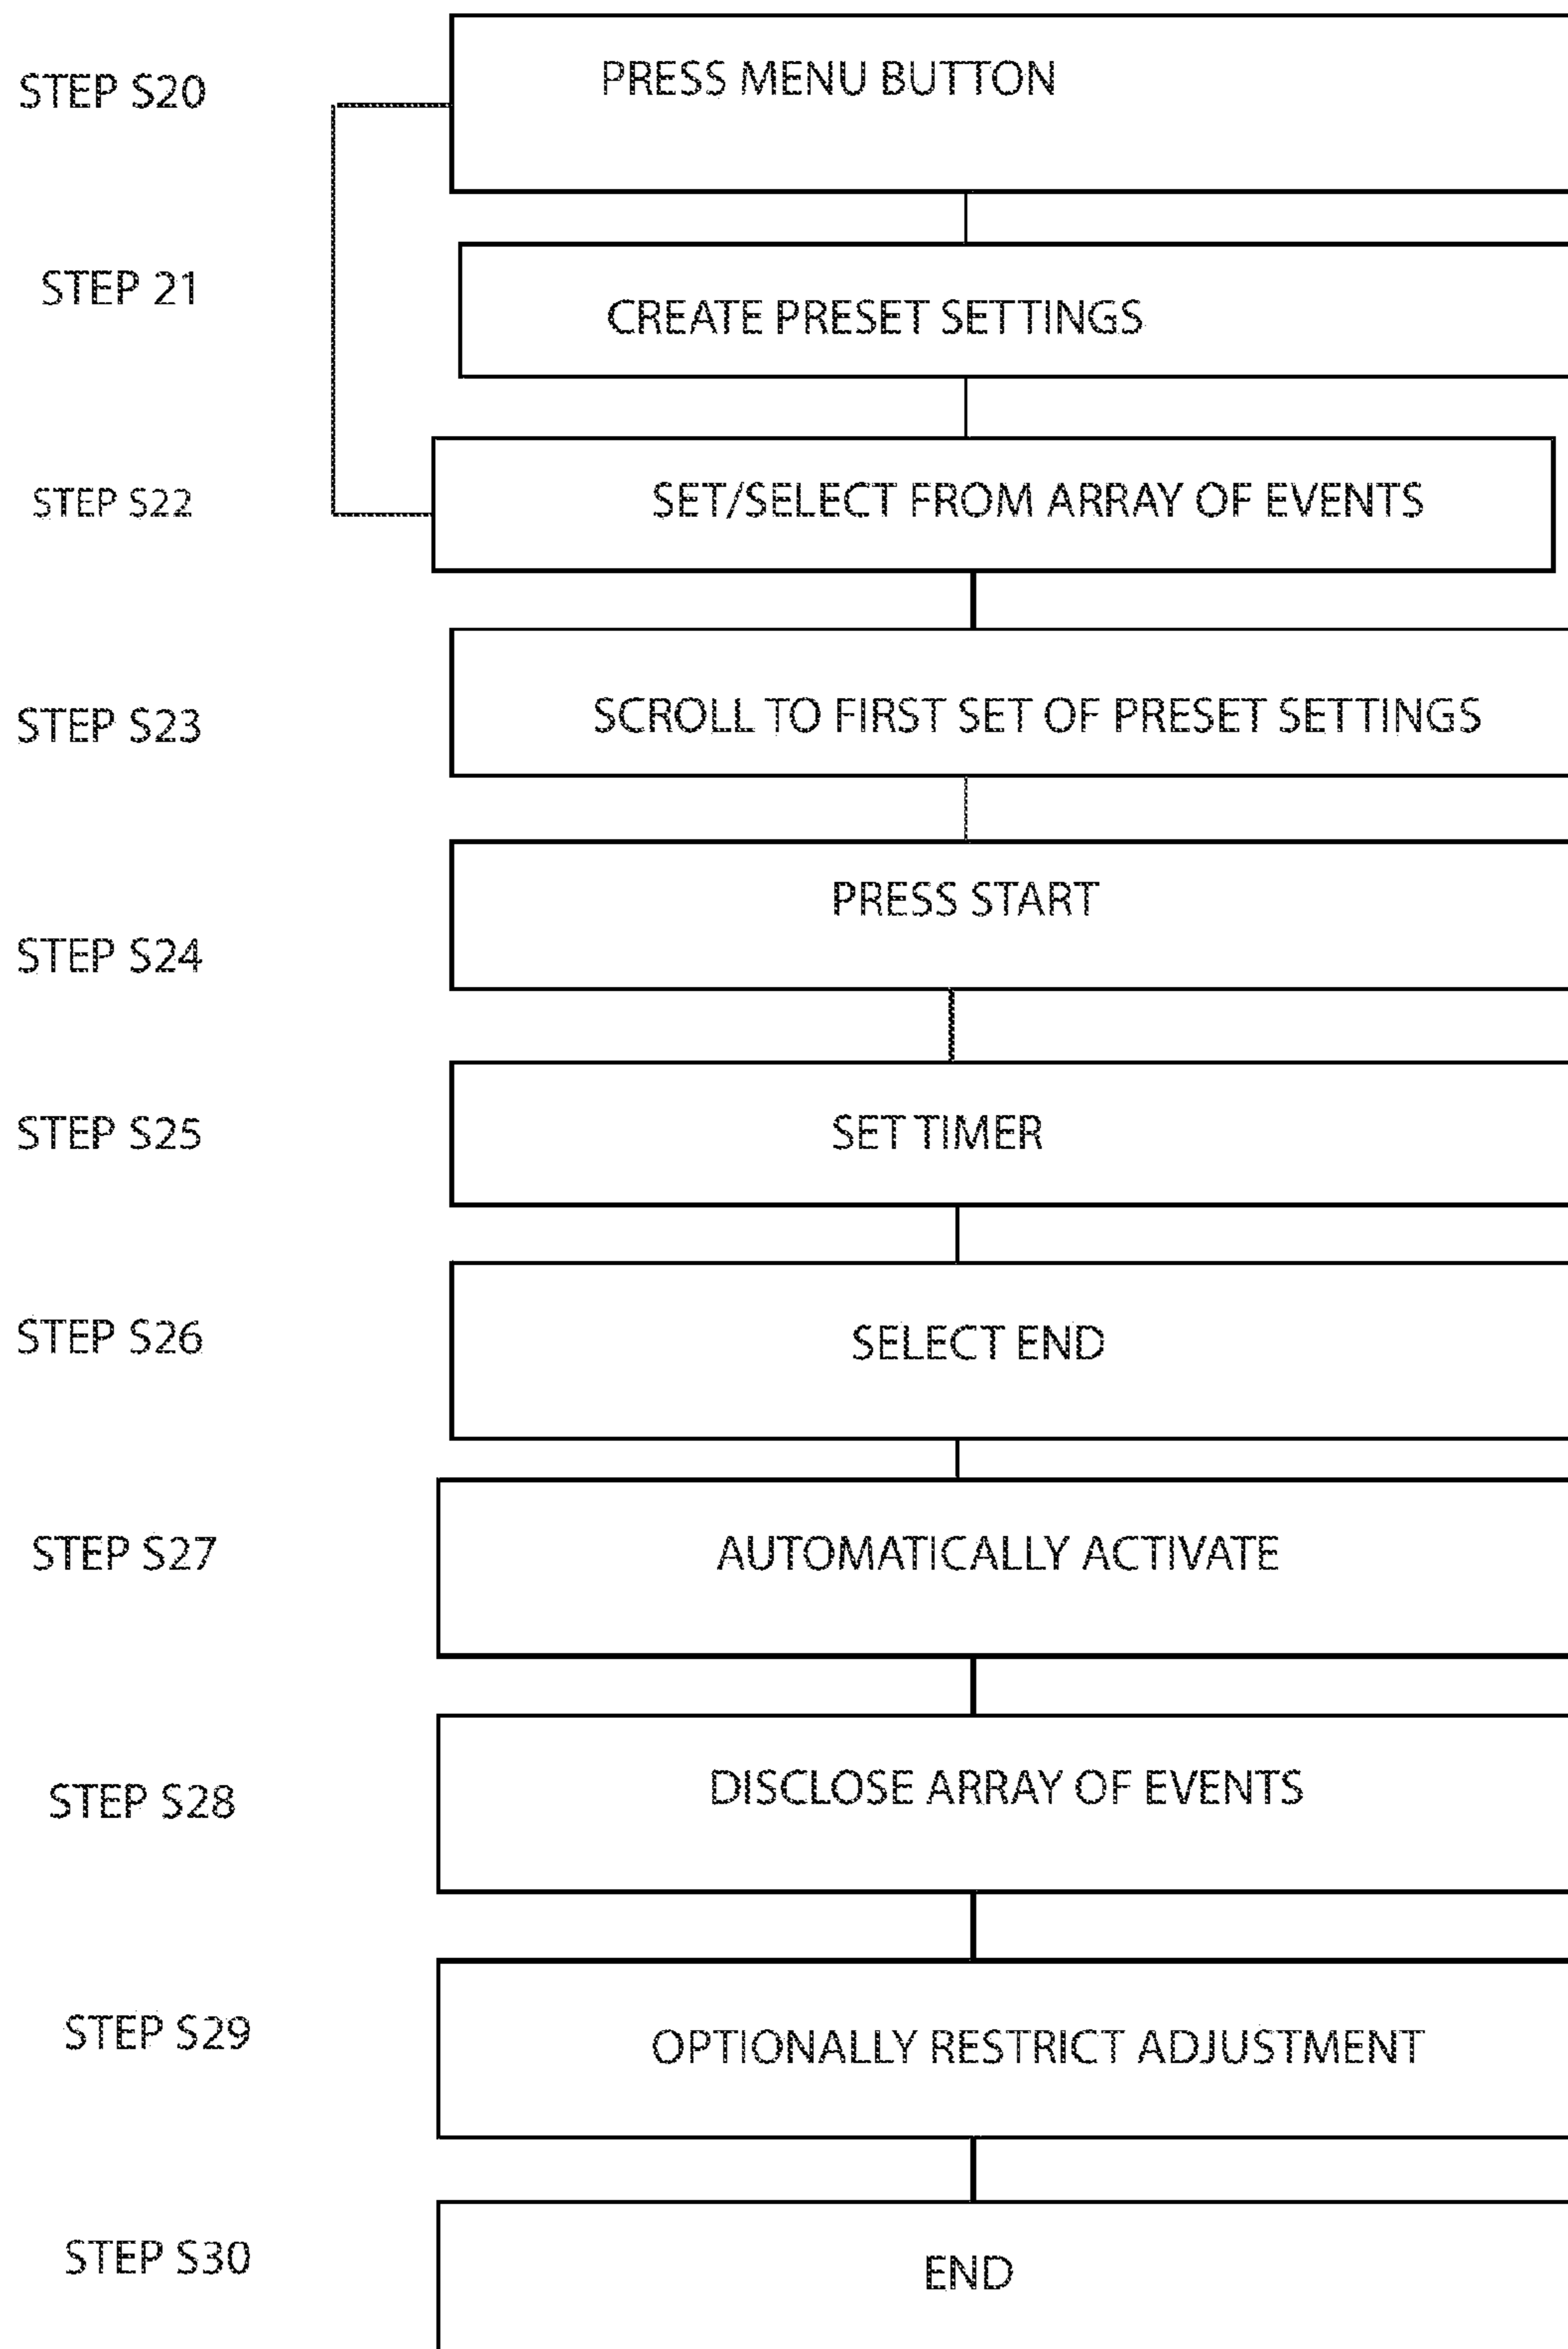 STEP S20
PRESS MENU BUTTON
STEP 21
CREATE PRESET SETTINGS
STEP S22
SET/SELECT FROM ARRAY OF EVENTS
STEP S23
SCROLL TO FIRST SET OF PRESET SETTINGS
STEP S24
PRESS START
STEP S25
SET TIMER
STEP S26
SELECT END
STEP S27
AUTOMATICALLY ACTIVATE
STEP S28
DISCLOSE ARRAY OF EVENTS
STEP S29
OPTIONALLY RESTRICT ADJUSTMENT
STEP S30
END